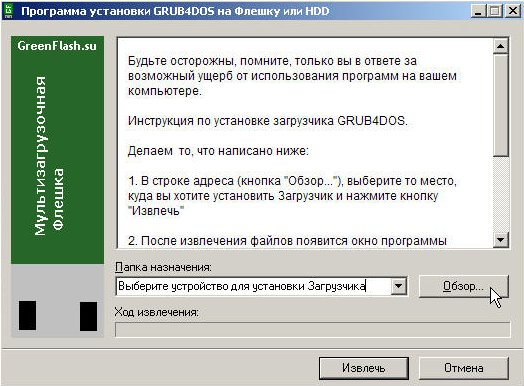 Программа установки GRUB4DOS на Флешку или HDD
GreenFlash.su
Мультизагрузочная
Флешка
Будьте осторожны, помните, только вы в ответе за
возможный ущерб от использования программ на вашем
компьютере.
Инструкция по установке загрузчика GRUB4DOS.
Делаем то, что написано ниже:
1. В строке адреса (кнопка "Обзор..."), выберите то место,
куда вы хотите установить Загрузчик и нажмите кнопку
"Извлечь"
2. После извлечения файлов появится окно программы
Папка назначения:
Выберите устройство для установки Загрузчика
Обзор...
Ход извлечения:
Извлечь
Отмена